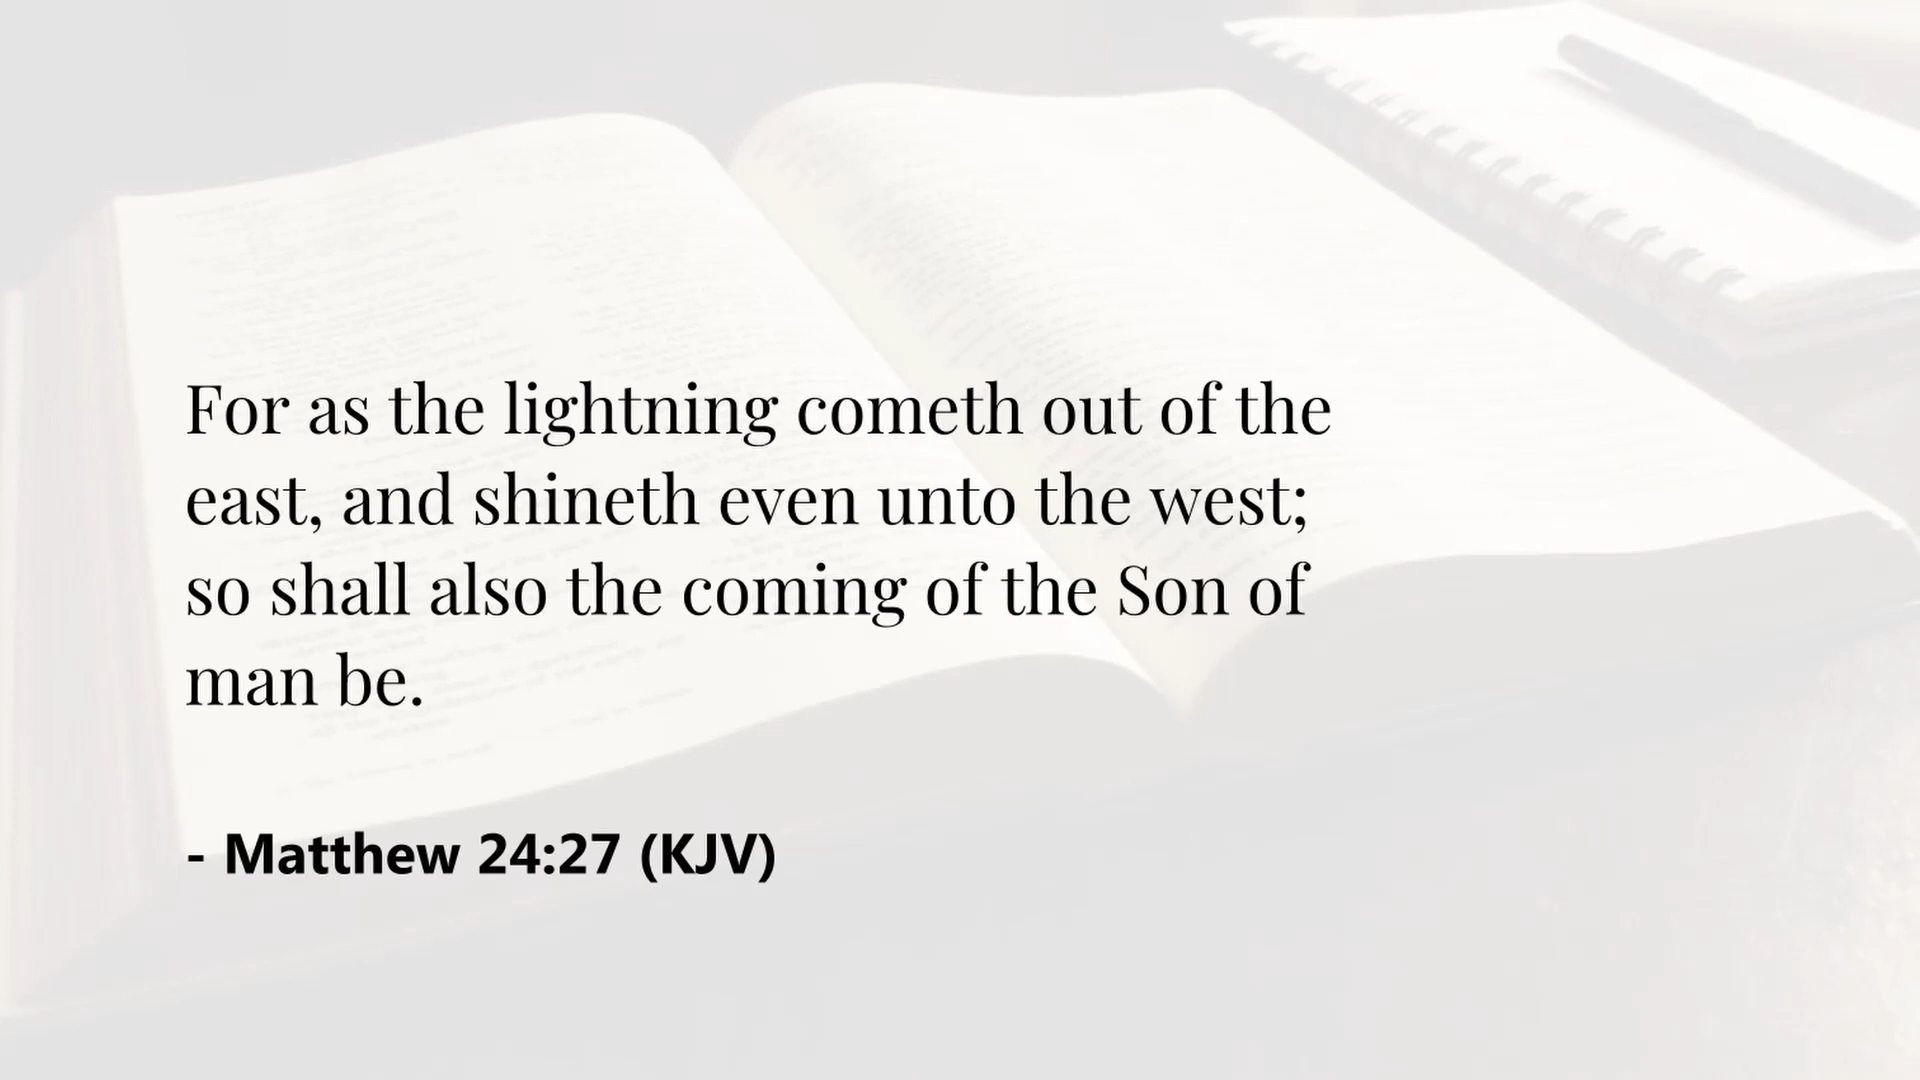 For as the lightning cometh out of the
east, and shineth even unto the west;
so shall also the coming of the Son of
man be.
- Matthew 24:27 (KJV)